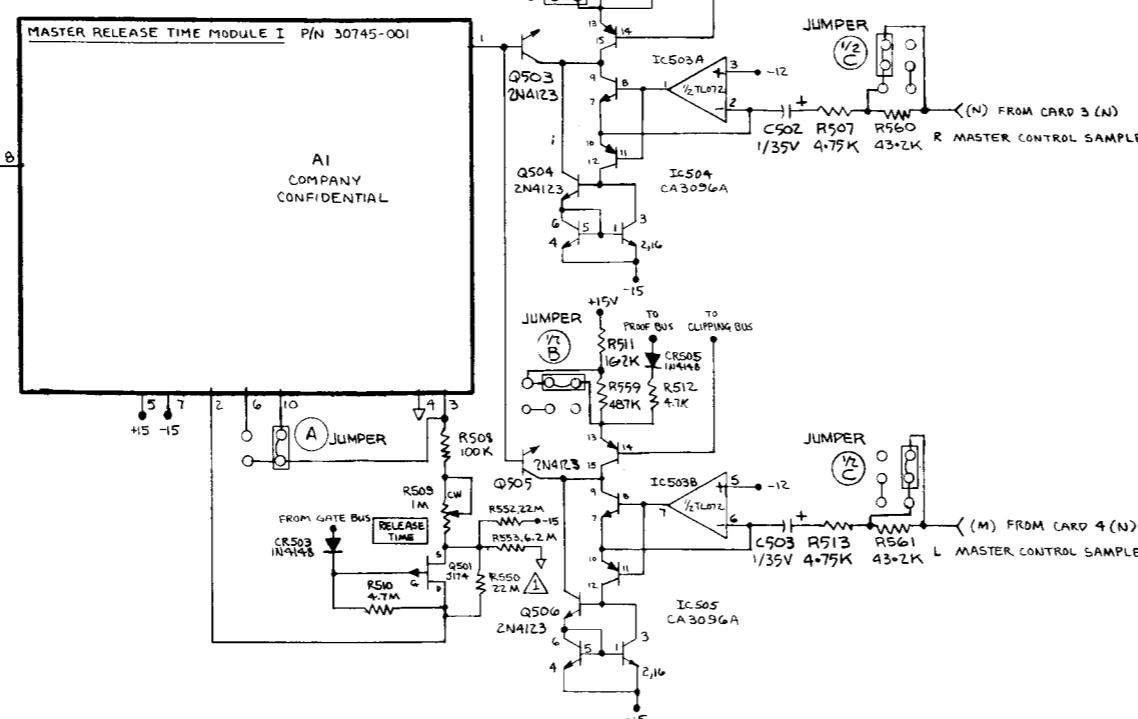 MASTER RELEASE TIME MODULE I P/N 30745-001
A1
COMPANY
CONFIDENTIAL
8
1
5 7 2 6 10 4 3
+15 -15
A JUMPER
R508
100K
R509
1M
CW
RELEASE
TIME
FROM GATE BUS
CR503
1N4148
R510
4.7M
S
G
D
Q501
J174
R552, 22M
-15
R553, 6.2M
R550
22M
1
Q503
2N4123
13
14
15
9
8
7
10
11
12
IC503A
½ TL072
1
3
2
-12
C502
1/35V
R507
4.75K
R560
43.2K
JUMPER
½
C
(N) FROM CARD 3 (N)
R MASTER CONTROL SAMPLE
Q504
2N4123
IC504
CA3096A
6
5
4
1
3
2,16
-15
+15V
JUMPER
½
B
R511
162K
R559
487K
TO
PROOF BUS
CR505
1N4148
R512
4.7K
TO
CLIPPING BUS
13
14
15
2N4123
Q505
9
8
7
10
11
12
IC503B
½ TL072
7
5
6
-12
C503
1/35V
R513
4.75K
R561
43.2K
JUMPER
½
C
(M) FROM CARD 4 (N)
L MASTER CONTROL SAMPLE
Q506
2N4123
IC505
CA3096A
6
5
4
1
3
2,16